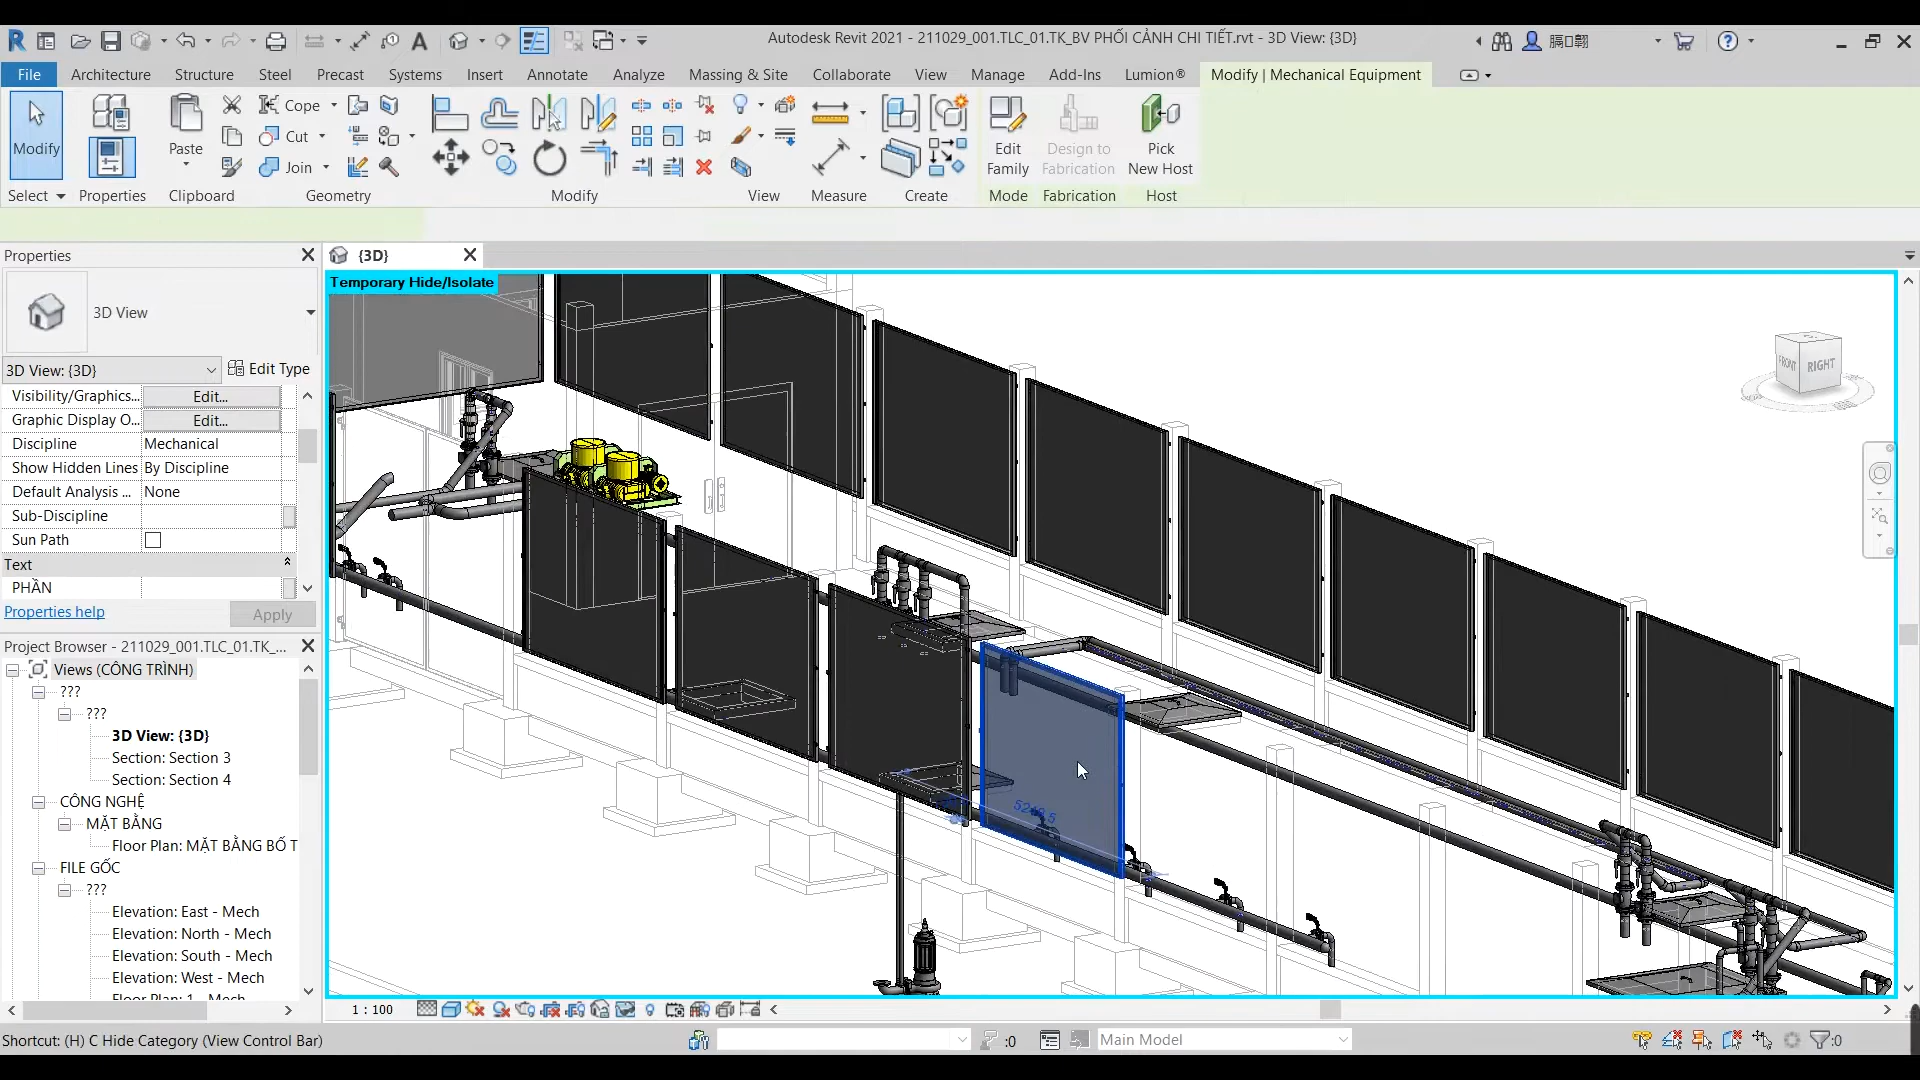 Autodesk Revit 2021 - 211029_001.TLC_01.TK_BV PHỐI CẢNH CHI TIẾT.rvt - 3D View: {3D}
File Architecture Structure Steel Precast Systems Insert Annotate Analyze Massing & Site Collaborate View Manage Add-Ins Lumion® Modify | Mechanical Equipment
Modify
Paste
Cope
Cut
Join
Edit Family
Design to Fabrication
Pick New Host
Select Properties Clipboard Geometry Modify View Measure Create Mode Fabrication Host
Properties
{3D}
Temporary Hide/Isolate
3D View
3D View: {3D} Edit Type
Visibility/Graphics... Edit...
Graphic Display O... Edit...
Discipline Mechanical
Show Hidden Lines By Discipline
Default Analysis ... None
Sub-Discipline
Sun Path
Text
PHẦN
Properties help Apply
FRONT RIGHT
Project Browser - 211029_001.TLC_01.TK_...
Views (CÔNG TRÌNH)
???
???
3D View: {3D}
Section: Section 3
Section: Section 4
CÔNG NGHỆ
MẶT BẰNG
Floor Plan: MẶT BẰNG BỐ T
FILE GỐC
???
Elevation: East - Mech
Elevation: North - Mech
Elevation: South - Mech
Elevation: West - Mech
Floor Plan: 1 - Mech
1 : 100
Shortcut: (H) C Hide Category (View Control Bar)
:0
Main Model
:0